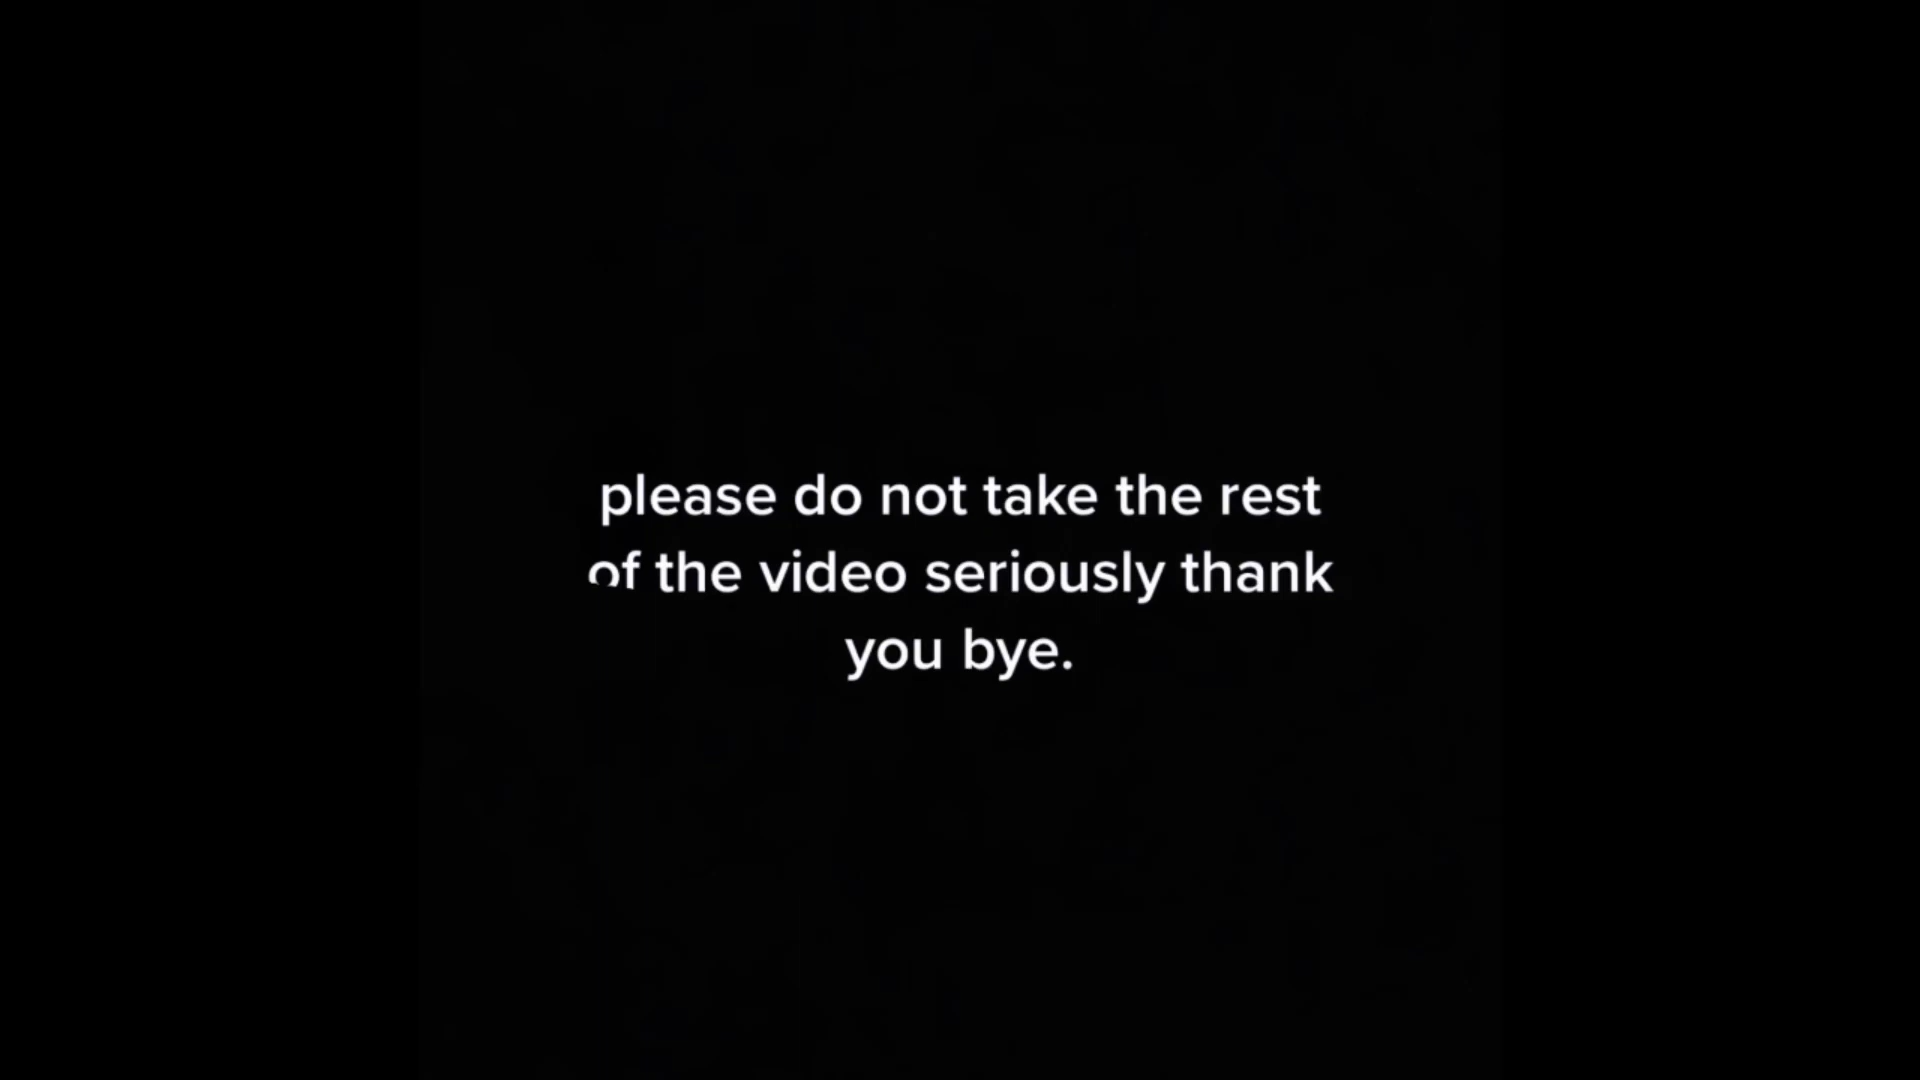 please do not take the rest
of the video seriously thank
you bye.